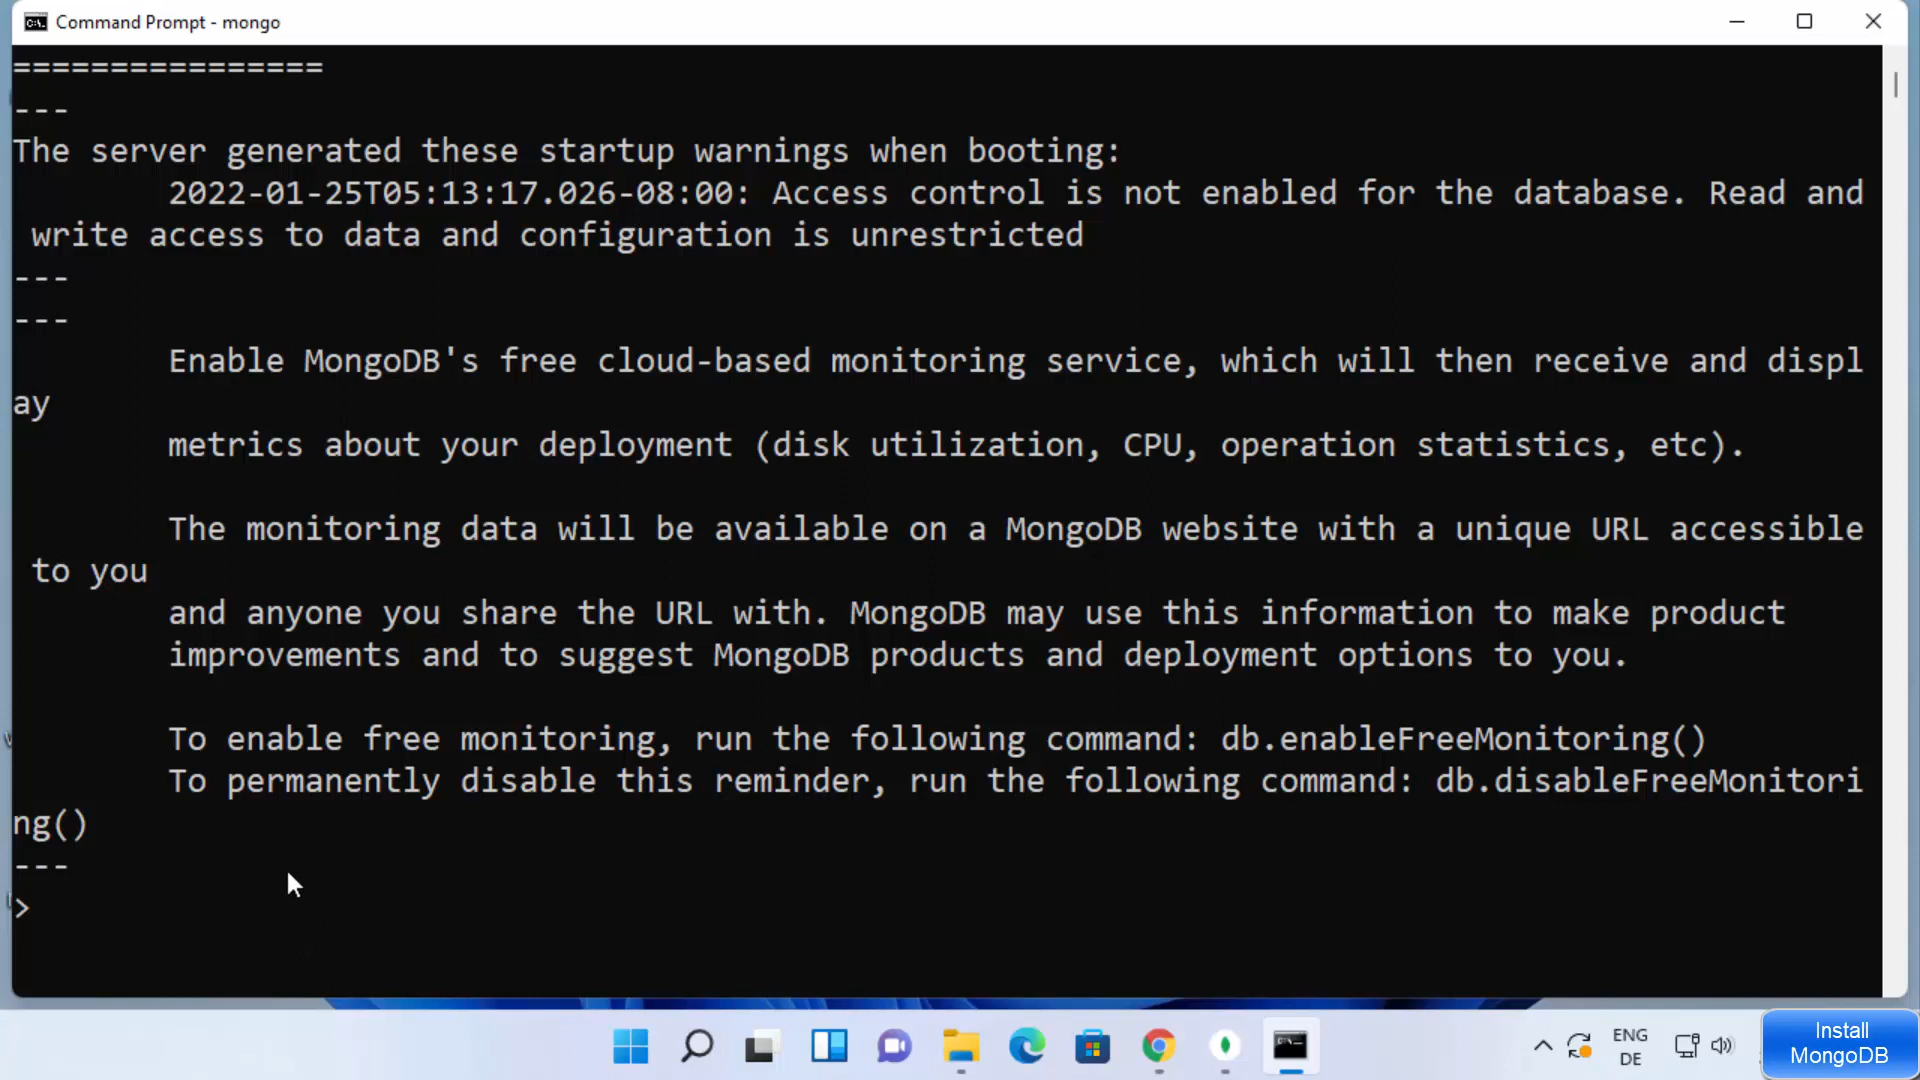 Command Prompt - mongo
================
---
The server generated these startup warnings when booting:
2022-01-25T05:13:17.026-08:00: Access control is not enabled for the database. Read and
write access to data and configuration is unrestricted
---
---
Enable MongoDB's free cloud-based monitoring service, which will then receive and displ
ay
metrics about your deployment (disk utilization, CPU, operation statistics, etc).
The monitoring data will be available on a MongoDB website with a unique URL accessible
to you
and anyone you share the URL with. MongoDB may use this information to make product
improvements and to suggest MongoDB products and deployment options to you.
To enable free monitoring, run the following command: db.enableFreeMonitoring()
To permanently disable this reminder, run the following command: db.disableFreeMonitori
ng()
---
>
ENG
DE
Install
MongoDB